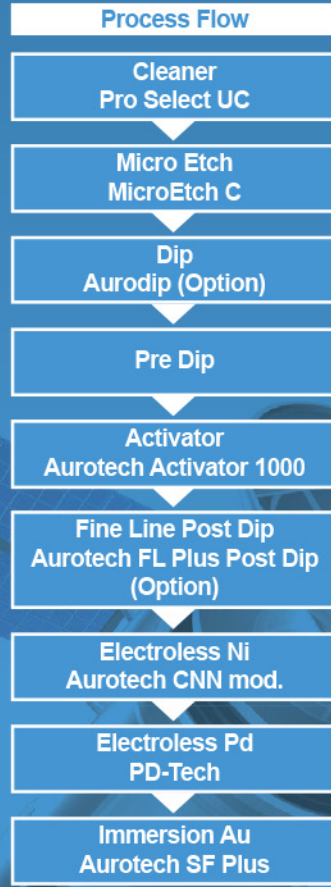 Process Flow
Cleaner
Pro Select UC
Micro Etch
MicroEtch C
Dip
Aurodip (Option)
Pre Dip
Activator
Aurotech Activator 1000
Fine Line Post Dip
Aurotech FL Plus Post Dip
(Option)
Electroless Ni
Aurotech CNN mod.
Electroless Pd
PD-Tech
Immersion Au
Aurotech SF Plus